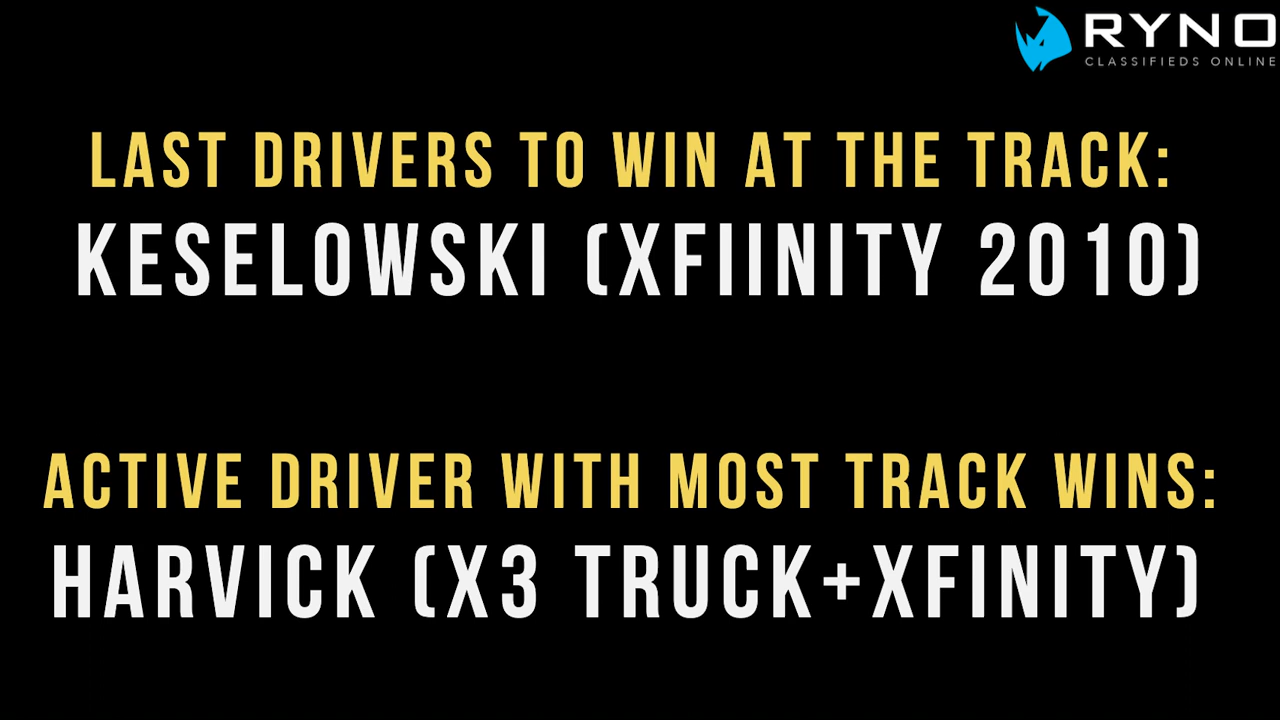 RYNO
CLASSIFIEDS ONLINE
LAST DRIVERS TO WIN AT THE TRACK:
KESELOWSKI (XFIINITY 2010)
ACTIVE DRIVER WITH MOST TRACK WINS:
HARVICK (X3 TRUCK+XFINITY)